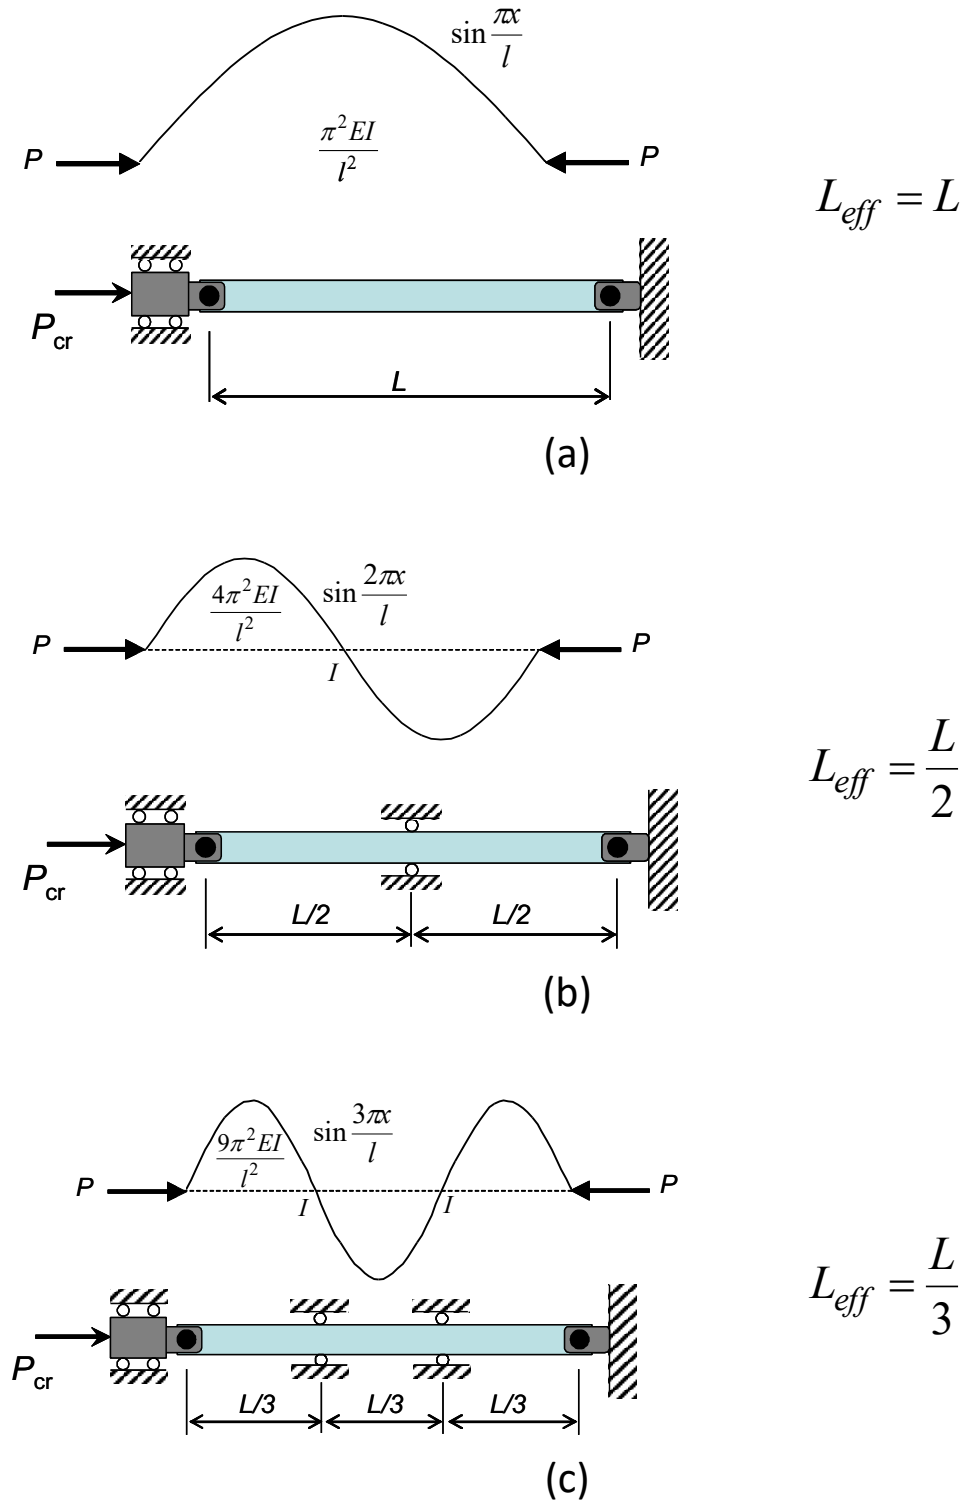 sin πx/l
P π²EI/l² P
L_eff = L
P_cr
L
(a)
4π²EI/l² sin 2πx/l
P I P
L_eff = L/2
P_cr
L/2 L/2
(b)
9π²EI/l² sin 3πx/l
P I I P
L_eff = L/3
P_cr
L/3 L/3 L/3
(c)